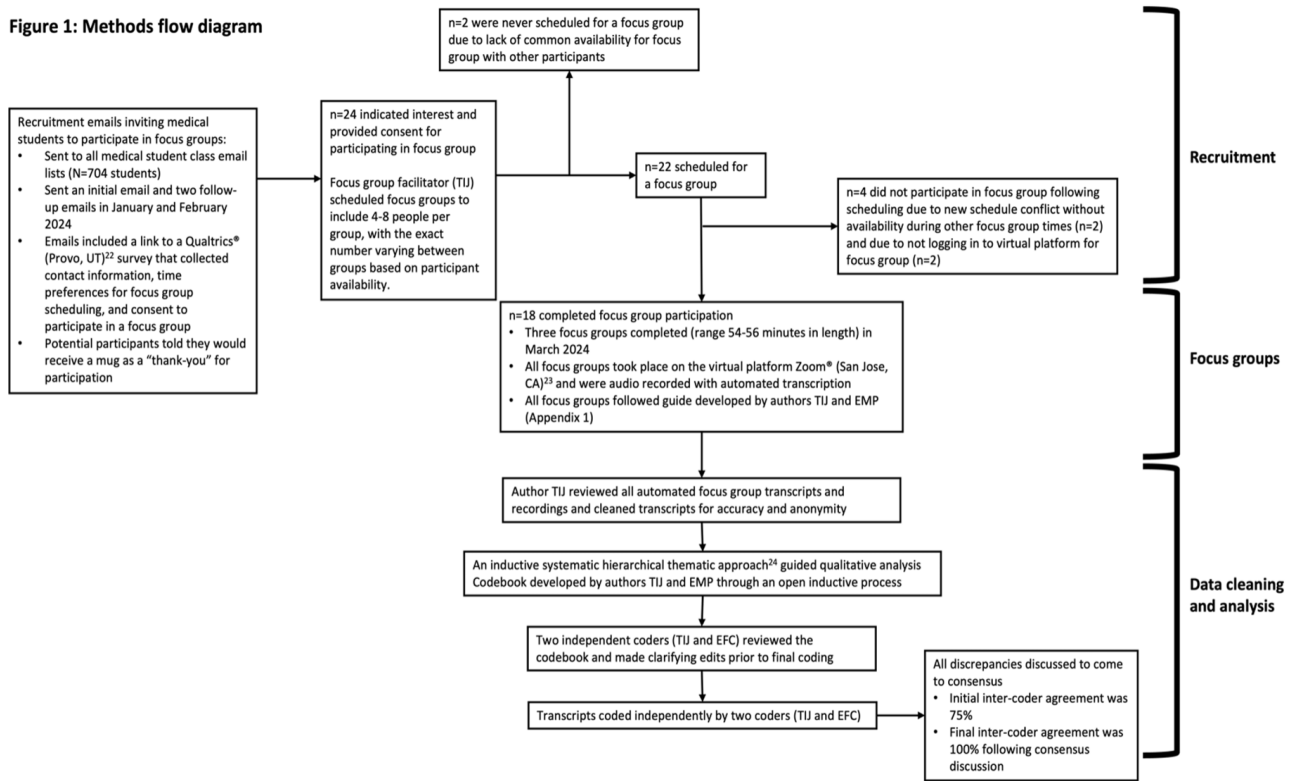 Figure 1: Methods flow diagram
n=2 were never scheduled for a focus group
due to lack of common availability for focus
group with other participants
Recruitment emails inviting medical
students to participate in focus groups:
• Sent to all medical student class email
lists (N=704 students)
• Sent an initial email and two follow-
up emails in January and February
2024
• Emails included a link to a Qualtrics®
(Provo, UT)²² survey that collected
contact information, time
preferences for focus group
scheduling, and consent to
participate in a focus group
• Potential participants told they would
receive a mug as a “thank-you” for
participation
n=24 indicated interest and
provided consent for
participating in focus group
Focus group facilitator (TIJ)
scheduled focus groups to
include 4-8 people per
group, with the exact
number varying between
groups based on participant
availability.
n=22 scheduled for
a focus group
n=4 did not participate in focus group following
scheduling due to new schedule conflict without
availability during other focus group times (n=2)
and due to not logging in to virtual platform for
focus group (n=2)
Recruitment
n=18 completed focus group participation
• Three focus groups completed (range 54-56 minutes in length) in
March 2024
• All focus groups took place on the virtual platform Zoom® (San Jose,
CA)²³ and were audio recorded with automated transcription
• All focus groups followed guide developed by authors TIJ and EMP
(Appendix 1)
Focus groups
Author TIJ reviewed all automated focus group transcripts and
recordings and cleaned transcripts for accuracy and anonymity
An inductive systematic hierarchical thematic approach²⁴ guided qualitative analysis
Codebook developed by authors TIJ and EMP through an open inductive process
Two independent coders (TIJ and EFC) reviewed the
codebook and made clarifying edits prior to final coding
Transcripts coded independently by two coders (TIJ and EFC)
All discrepancies discussed to come
to consensus
• Initial inter-coder agreement was
75%
• Final inter-coder agreement was
100% following consensus
discussion
Data cleaning
and analysis